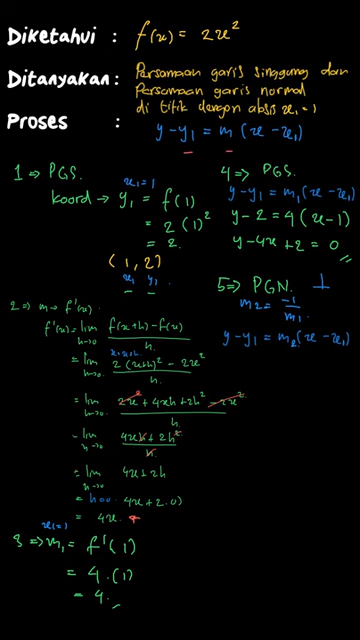 Diketahui : f(x) = 2x²
Ditanyakan: Persamaan garis singgung dan
Persamaan garis normal
di titik dengan absis x₁ = 1
Proses : y - y₁ = m (x - x₁)
1 ⇒ PGS.
x₁ = 1
koord → y₁ = f(1)
= 2 (1)²
= 2.
(1, 2)
x₁ y₁
2 ⇒ m → f'(x).
f'(x) = lim h→0 f(x+h) - f(x) / h.
x = x+h
= lim h→0 2(x+h)² - 2x² / h.
= lim h→0 2x² + 4xh + 2h² - 2x² / h.
= lim h→0 4xh + 2h² / h.
= lim h→0 4x + 2h
= h=0. 4x + 2.0)
= 4x.
x₁ = 1
3 ⇒ m₁ = f'(1)
= 4 . (1)
= 4.
4 ⇒ PGS.
y - y₁ = m₁ (x - x₁)
y - 2 = 4 (x - 1)
y - 4x + 2 = 0
5 ⇒ PGN. ⊥
m₂ = -1 / m₁.
y - y₁ = m₂ (x - x₁)